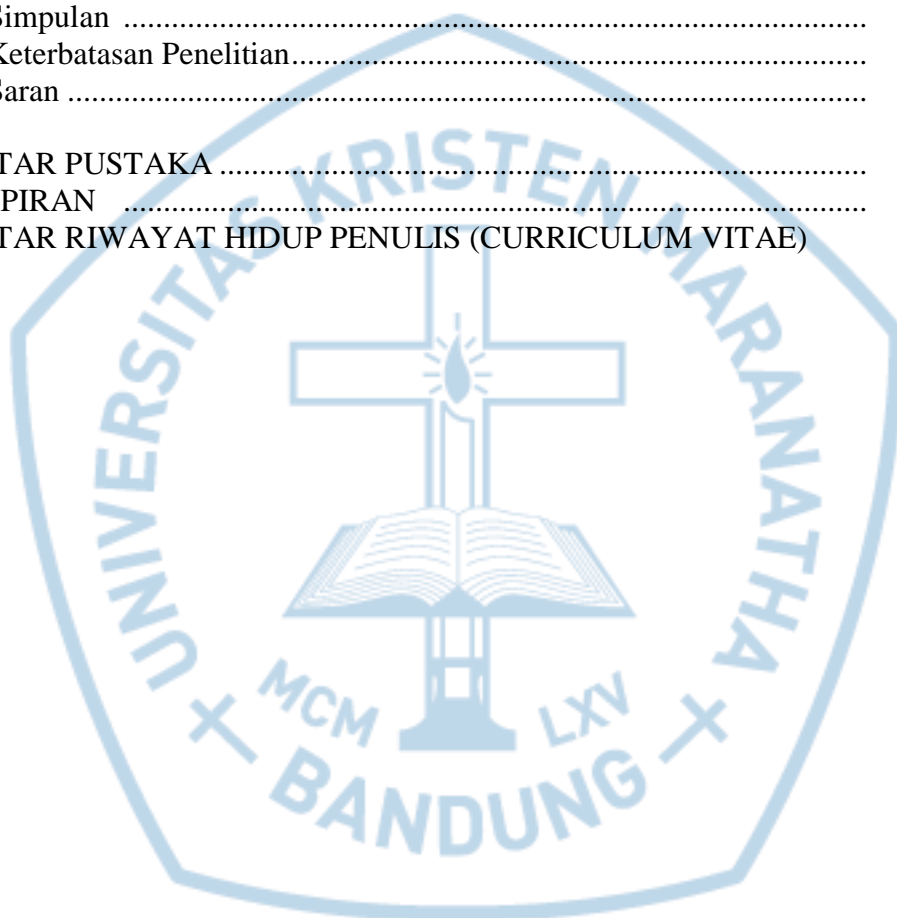 Simpulan .............................................................................................
Keterbatasan Penelitian........................................................................
Saran ....................................................................................................
TAR PUSTAKA .................................................................................
PIRAN .............................................................................................
TAR RIWAYAT HIDUP PENULIS (CURRICULUM VITAE)
UNIVERSITAS KRISTEN MARANATHA
MCM LXV
BANDUNG